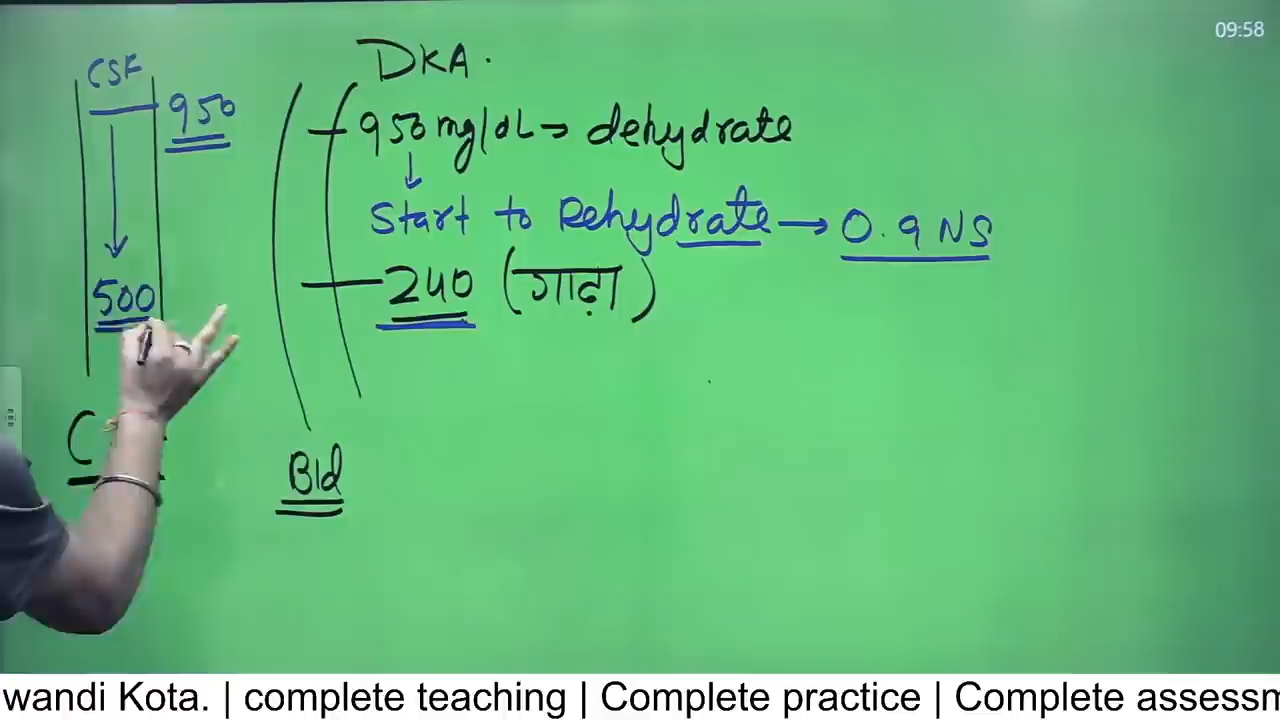 09:58
DKA.
CSF
950
950 mg/dL → dehydrate
Start to Rehydrate → 0.9 NS
500
240 (गाढ़ा)
Bld
wandi Kota. | complete teaching | Complete practice | Complete assessm